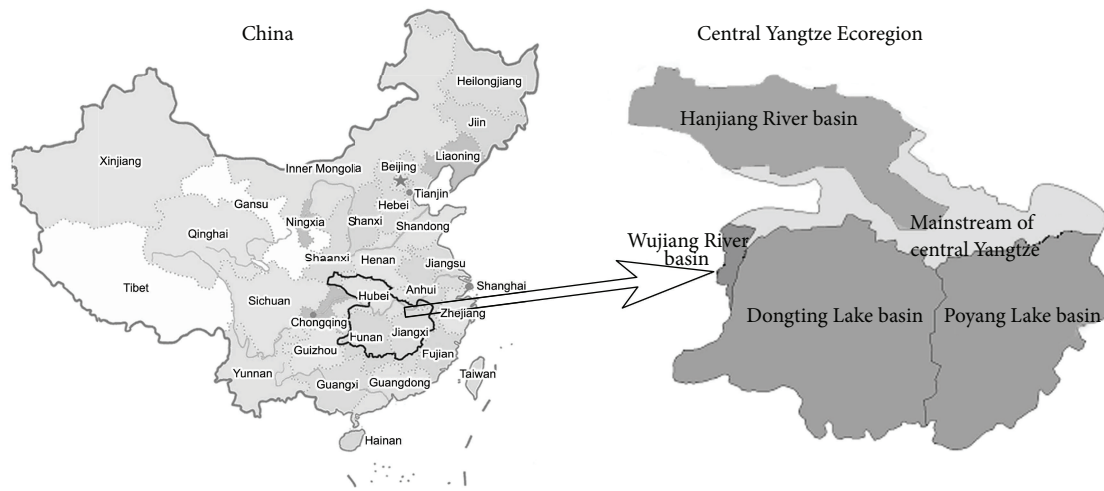 China
Heilongjiang
Jiin
Liaoning
Inner Mongolia
Beijing
Tianjin
Xinjiang
Gansu
Hebei
Ningxia
Shanxi
Shandong
Qinghai
Shaanxi
Henan
Jiangsu
Tibet
Sichuan
Hubei
Anhui
Shanghai
Chongqing
Zhejiang
Hunan
Jiangxi
Guizhou
Fujian
Yunnan
Guangxi
Guangdong
Taiwan
Hainan
Central Yangtze Ecoregion
Hanjiang River basin
Mainstream of
central Yangtze
Wujiang River
basin
Dongting Lake basin
Poyang Lake basin